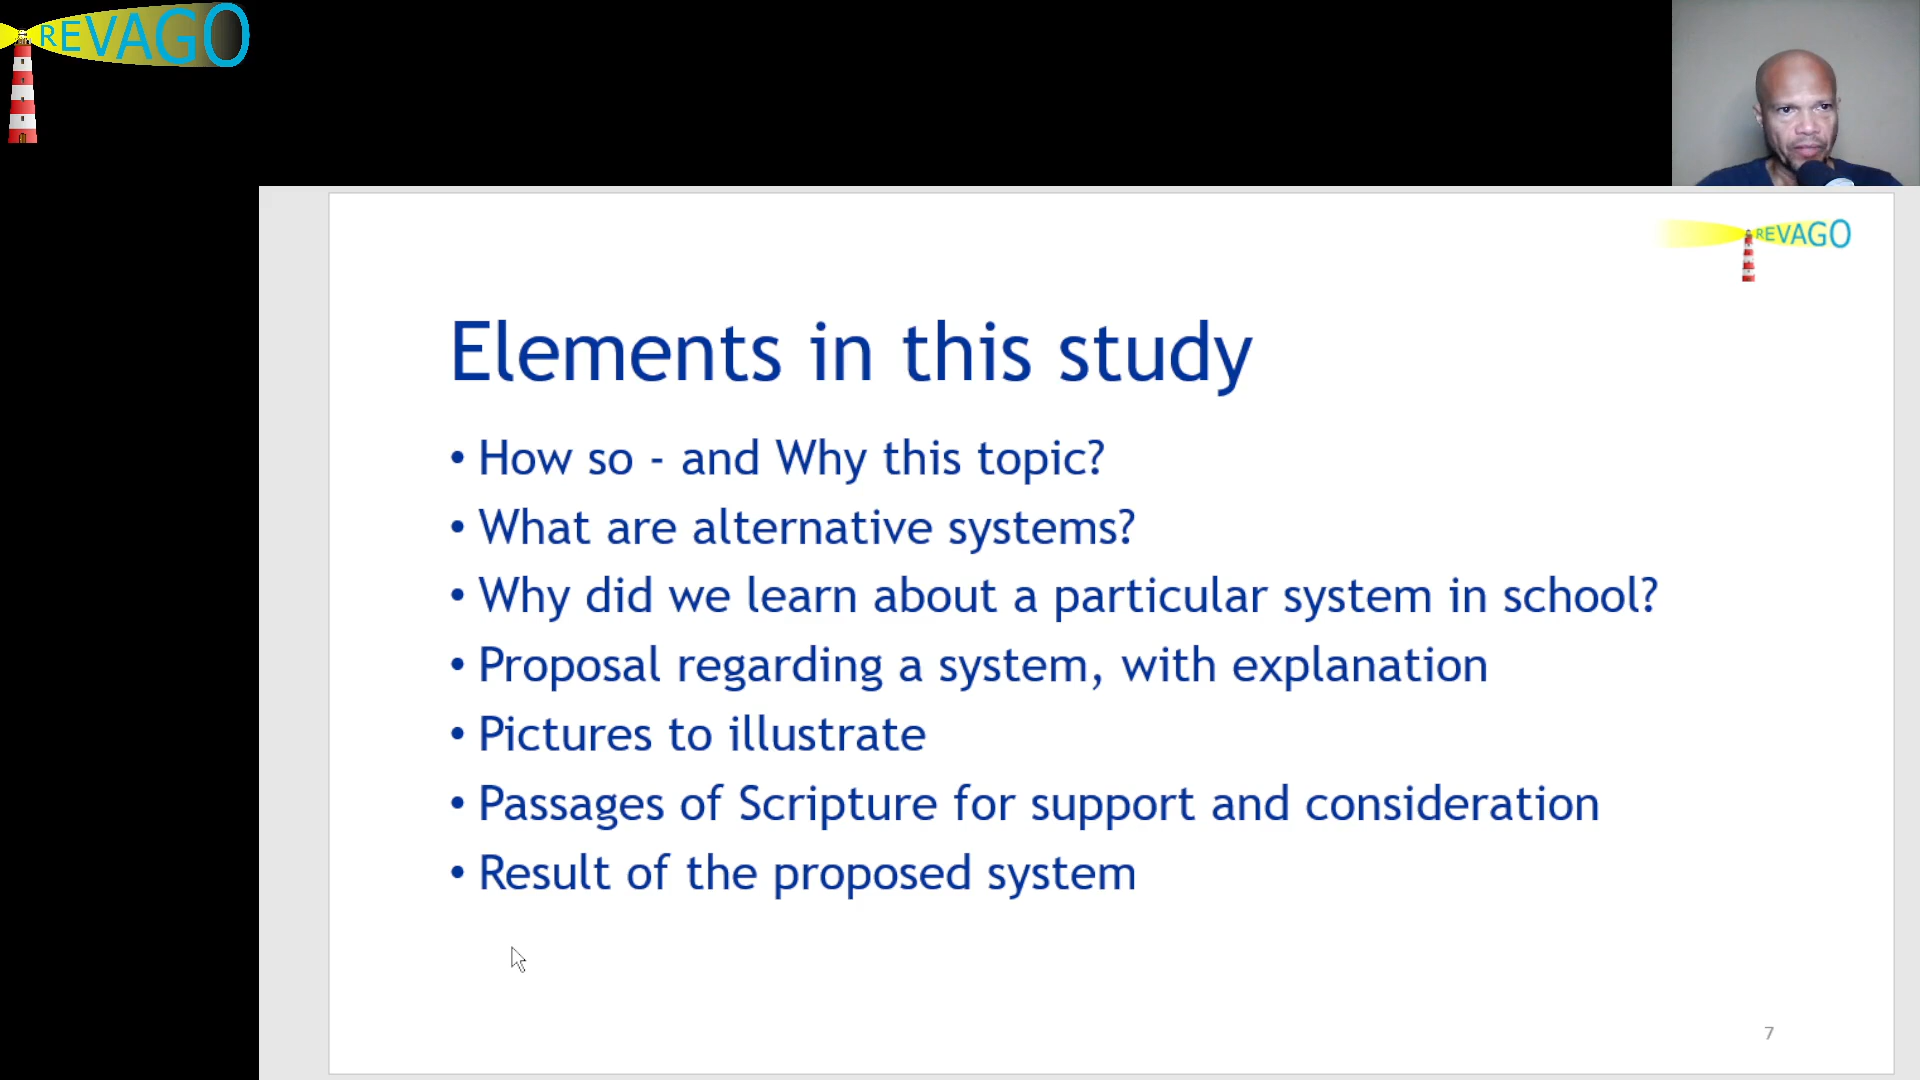 REVAGO
REVAGO
Elements in this study
• How so - and Why this topic?
• What are alternative systems?
• Why did we learn about a particular system in school?
• Proposal regarding a system, with explanation
• Pictures to illustrate
• Passages of Scripture for support and consideration
• Result of the proposed system
7